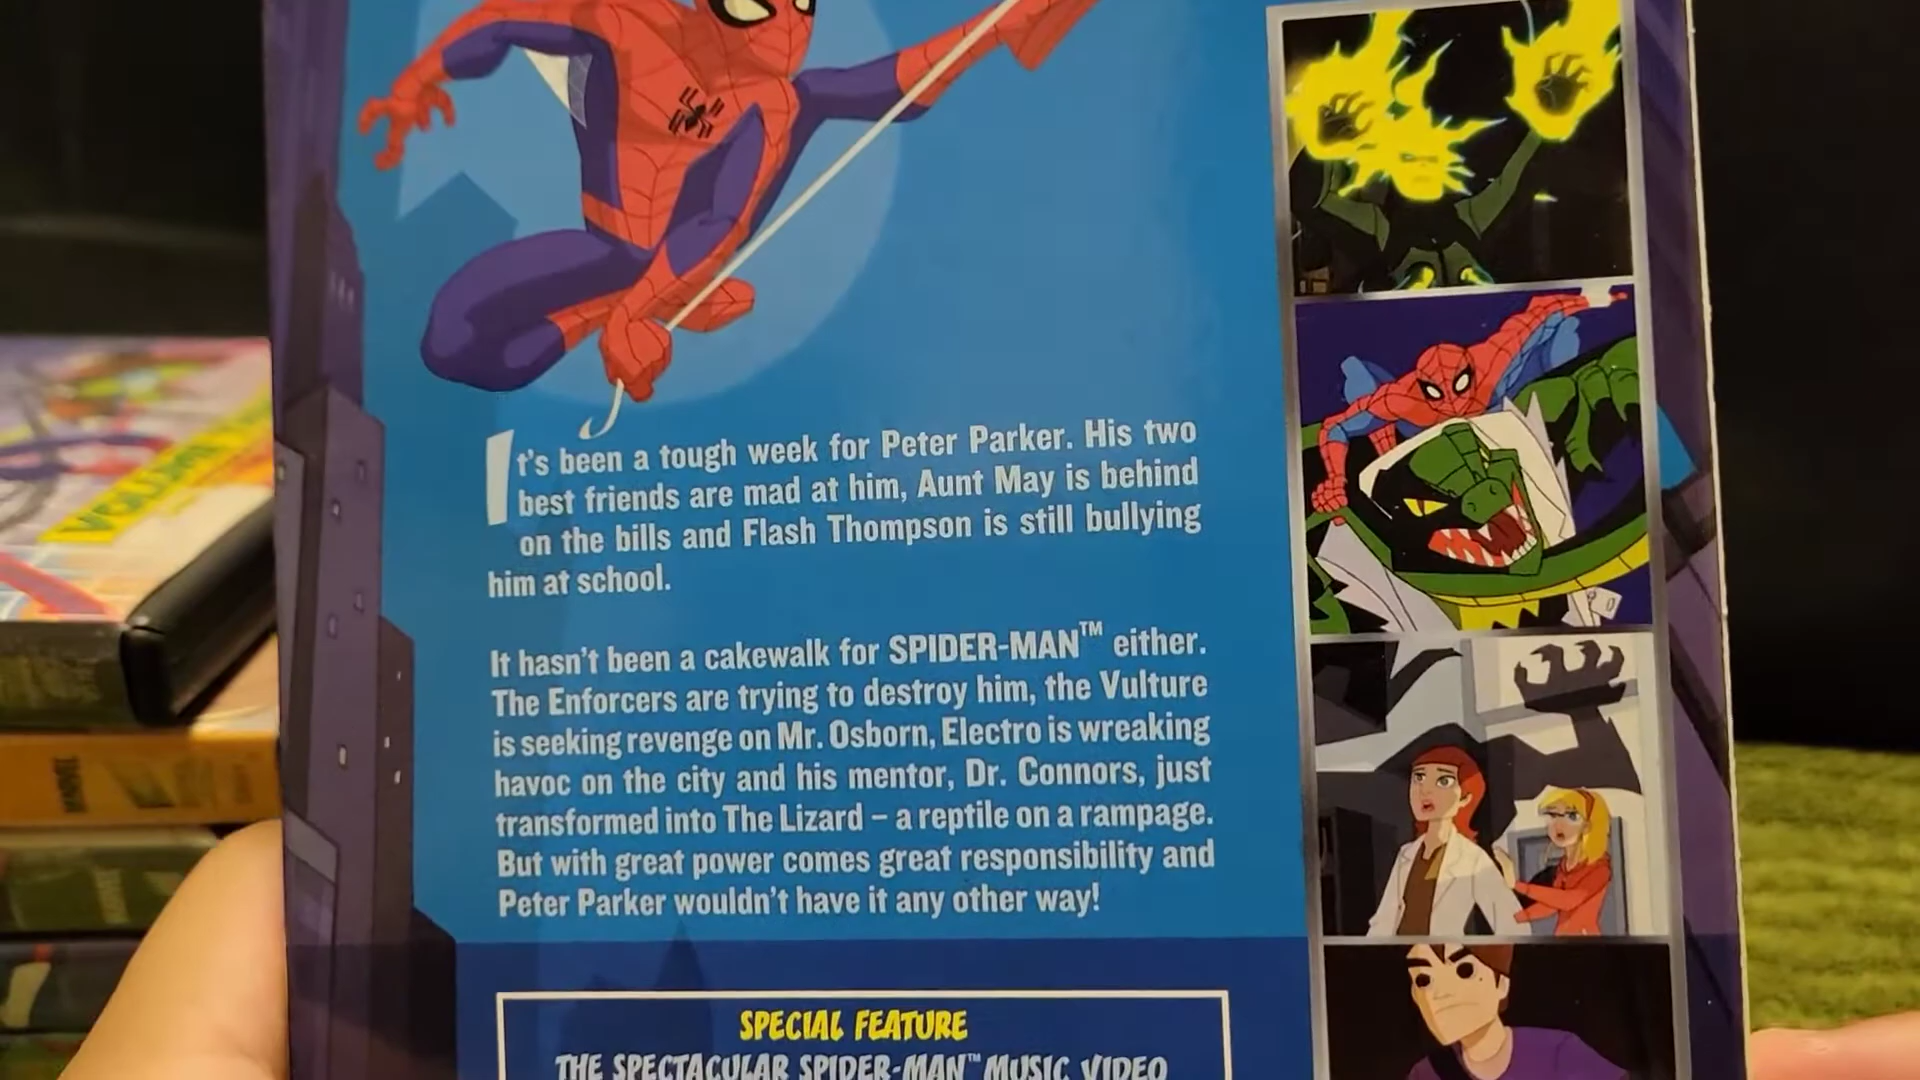 It's been a tough week for Peter Parker. His two
best friends are mad at him, Aunt May is behind
on the bills and Flash Thompson is still bullying
him at school.
It hasn't been a cakewalk for SPIDER-MAN™ either.
The Enforcers are trying to destroy him, the Vulture
is seeking revenge on Mr. Osborn, Electro is wreaking
havoc on the city and his mentor, Dr. Connors, just
transformed into The Lizard – a reptile on a rampage.
But with great power comes great responsibility and
Peter Parker wouldn't have it any other way!
SPECIAL FEATURE
THE SPECTACULAR SPIDER-MAN™ MUSIC VIDEO